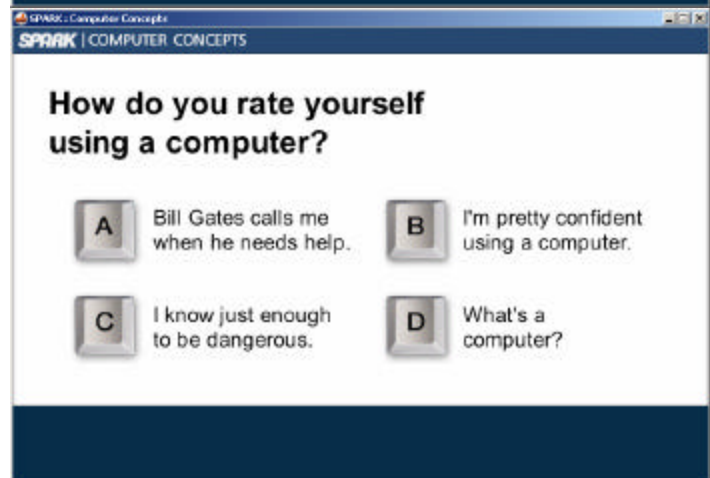 SPARK : Computer Concepts
SPARK | COMPUTER CONCEPTS
How do you rate yourself
using a computer?
A
Bill Gates calls me
when he needs help.
B
I'm pretty confident
using a computer.
C
I know just enough
to be dangerous.
D
What's a
computer?